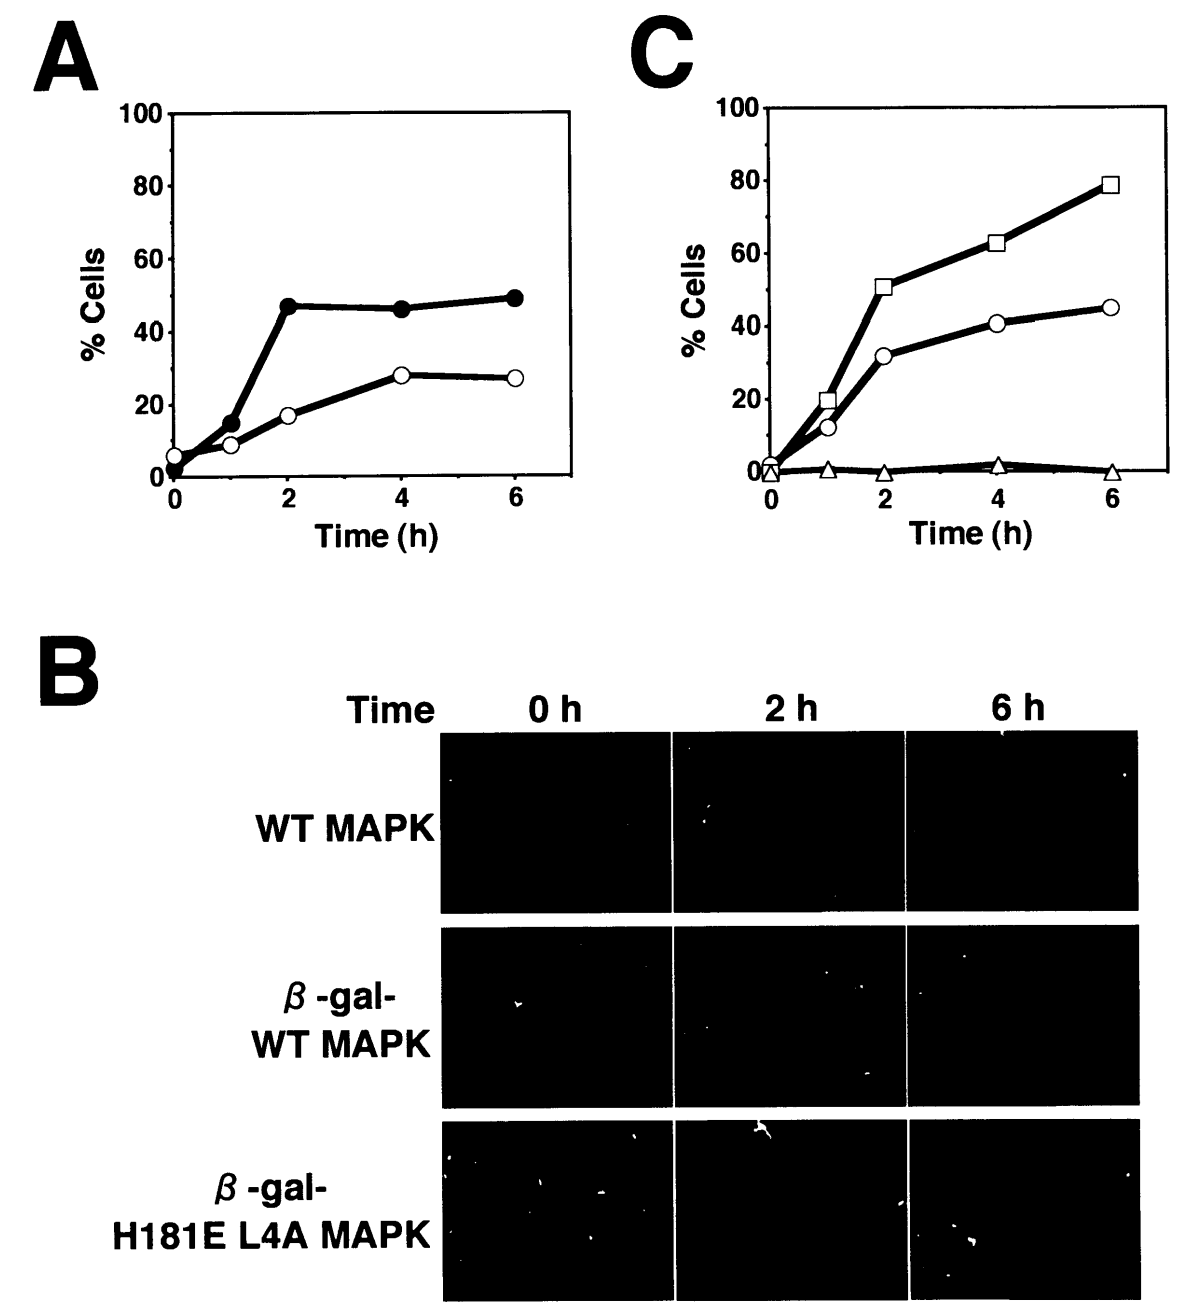 A
100
80
60
40
20
0
% Cells
0 2 4 6
Time (h)
C
100
80
60
40
20
0
% Cells
0 2 4 6
Time (h)
B
Time 0 h 2 h 6 h
WT MAPK
β -gal-
WT MAPK
β -gal-
H181E L4A MAPK